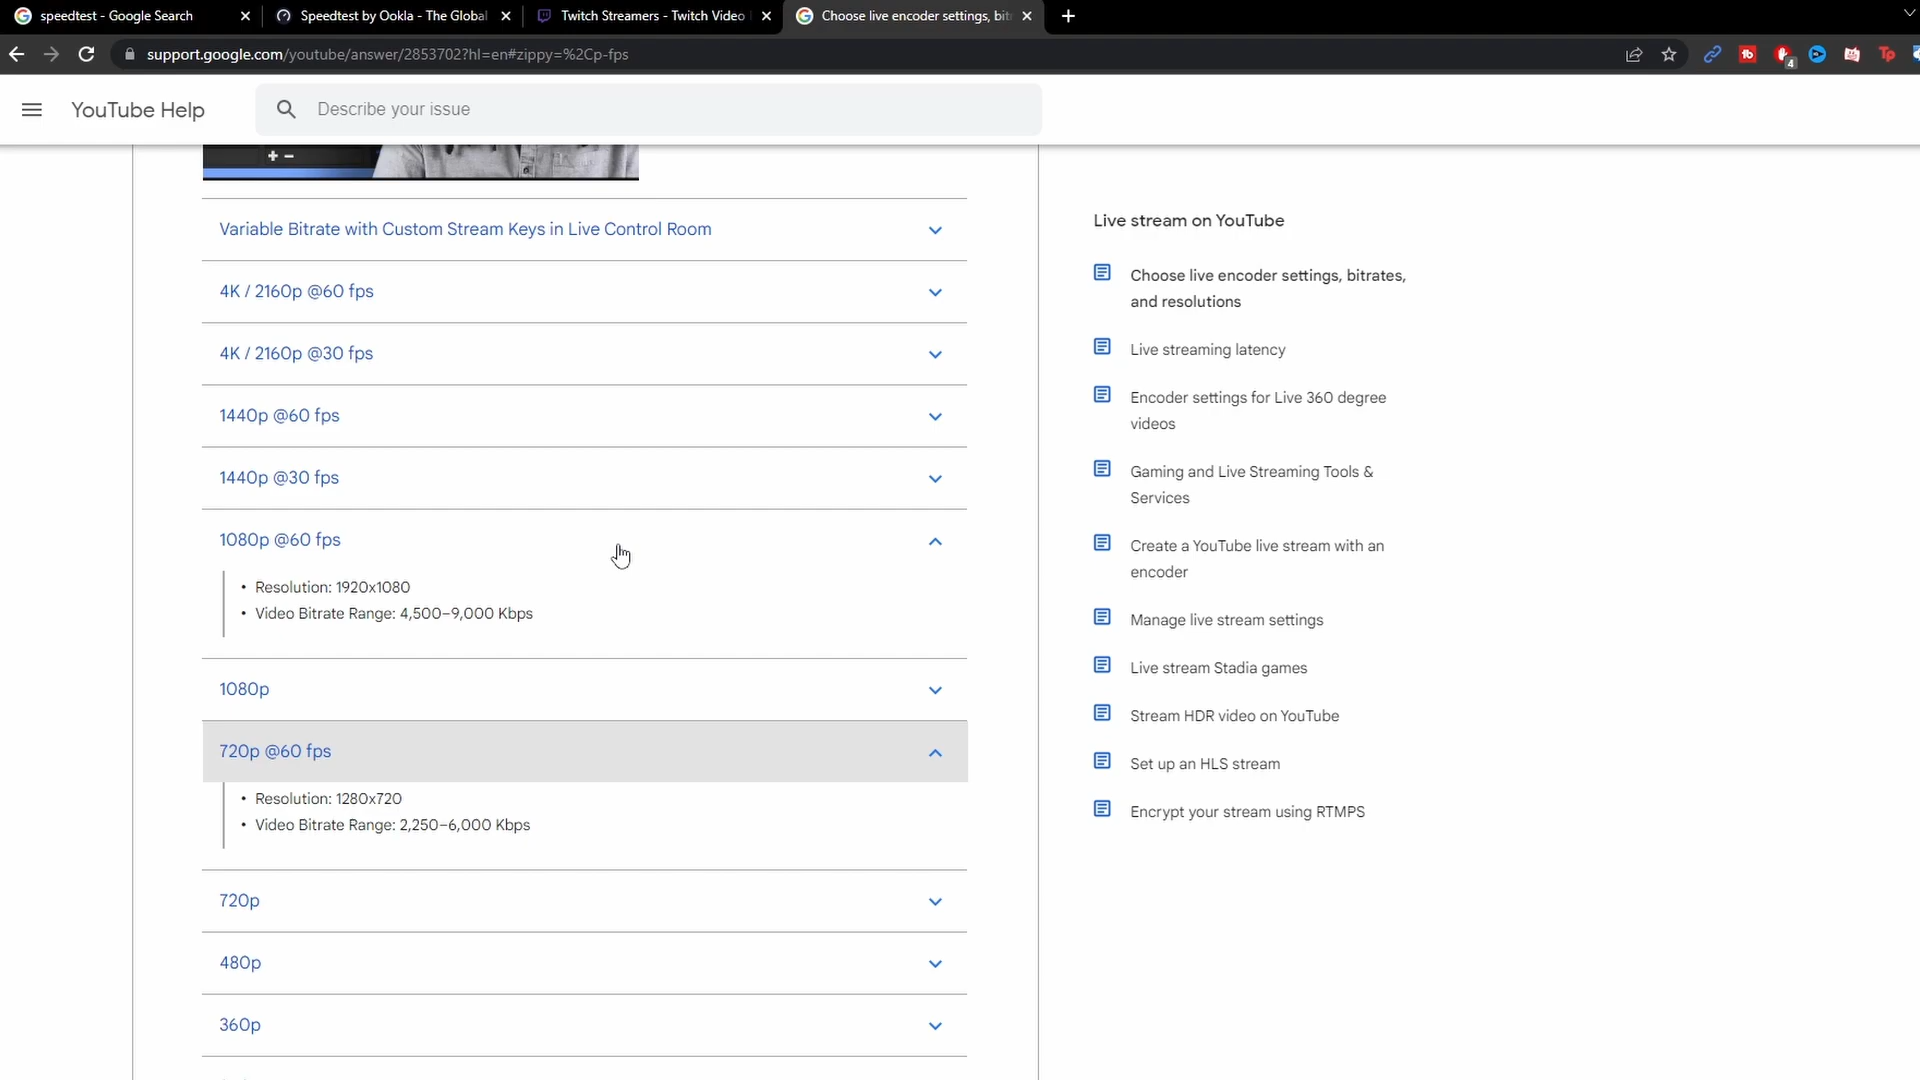 speedtest - Google Search
Speedtest by Ookla - The Global
Twitch Streamers - Twitch Video
Choose live encoder settings, bit
support.google.com/youtube/answer/2853702?hl=en#zippy=%2Cp-fps
4
YouTube Help
Describe your issue
Variable Bitrate with Custom Stream Keys in Live Control Room
4K / 2160p @60 fps
4K / 2160p @30 fps
1440p @60 fps
1440p @30 fps
1080p @60 fps
• Resolution: 1920x1080
• Video Bitrate Range: 4,500–9,000 Kbps
1080p
720p @60 fps
• Resolution: 1280x720
• Video Bitrate Range: 2,250–6,000 Kbps
720p
480p
360p
Live stream on YouTube
Choose live encoder settings, bitrates,
and resolutions
Live streaming latency
Encoder settings for Live 360 degree
videos
Gaming and Live Streaming Tools &
Services
Create a YouTube live stream with an
encoder
Manage live stream settings
Live stream Stadia games
Stream HDR video on YouTube
Set up an HLS stream
Encrypt your stream using RTMPS